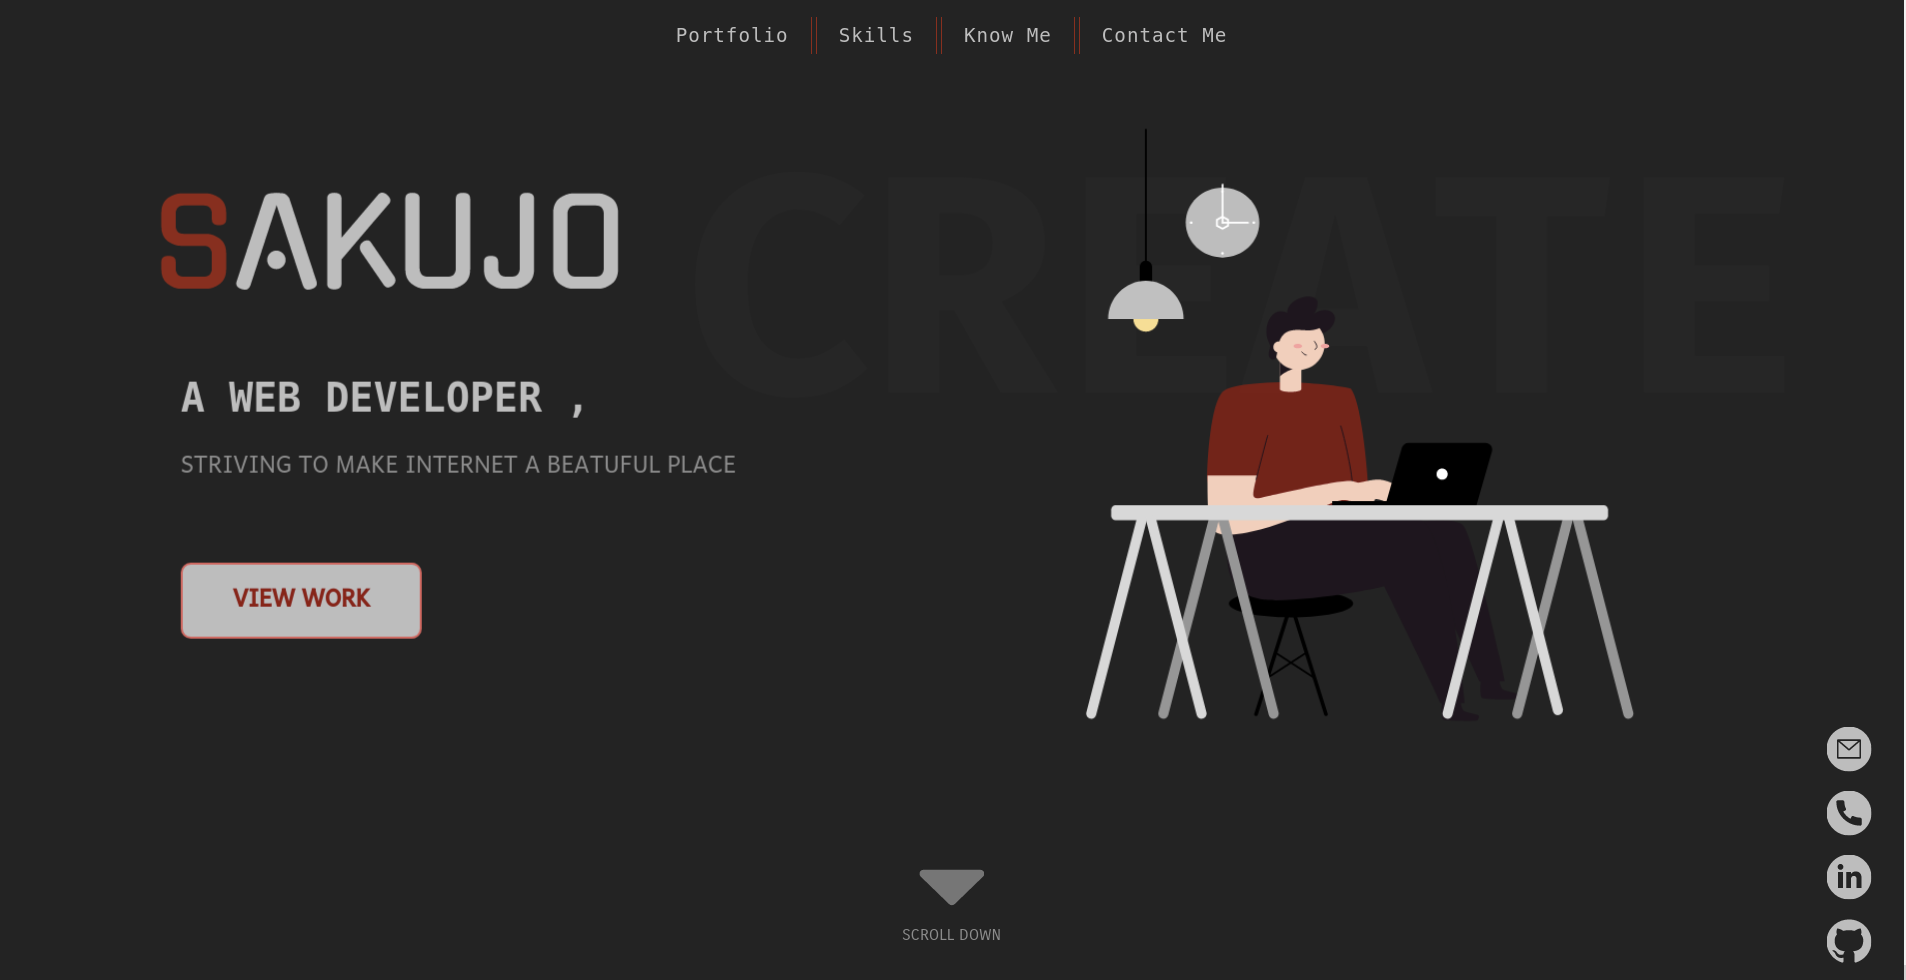 Portfolio
Skills
Know Me
Contact Me
CREATE
SAKUJO
A WEB DEVELOPER ,
STRIVING TO MAKE INTERNET A BEATUFUL PLACE
VIEW WORK
in
SCROLL DOWN